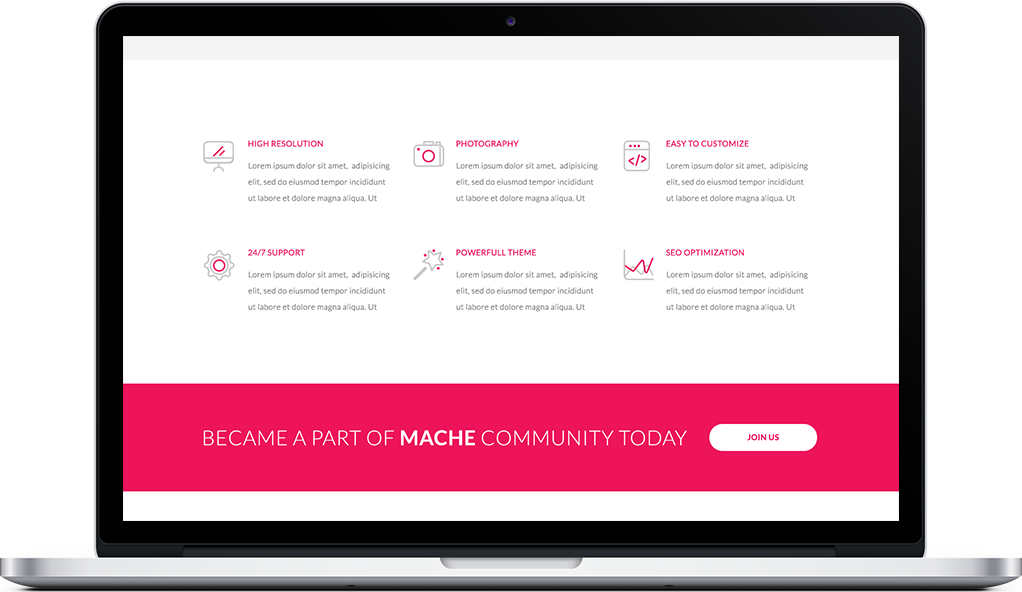 HIGH RESOLUTION
Lorem ipsum dolor sit amet, adipisicing
elit, sed do eiusmod tempor incididunt
ut labore et dolore magna aliqua. Ut
PHOTOGRAPHY
Lorem ipsum dolor sit amet, adipisicing
elit, sed do eiusmod tempor incididunt
ut labore et dolore magna aliqua. Ut
EASY TO CUSTOMIZE
Lorem ipsum dolor sit amet, adipisicing
elit, sed do eiusmod tempor incididunt
ut labore et dolore magna aliqua. Ut
24/7 SUPPORT
Lorem ipsum dolor sit amet, adipisicing
elit, sed do eiusmod tempor incididunt
ut labore et dolore magna aliqua. Ut
POWERFULL THEME
Lorem ipsum dolor sit amet, adipisicing
elit, sed do eiusmod tempor incididunt
ut labore et dolore magna aliqua. Ut
SEO OPTIMIZATION
Lorem ipsum dolor sit amet, adipisicing
elit, sed do eiusmod tempor incididunt
ut labore et dolore magna aliqua. Ut
BECAME A PART OF MACHE COMMUNITY TODAY
JOIN US